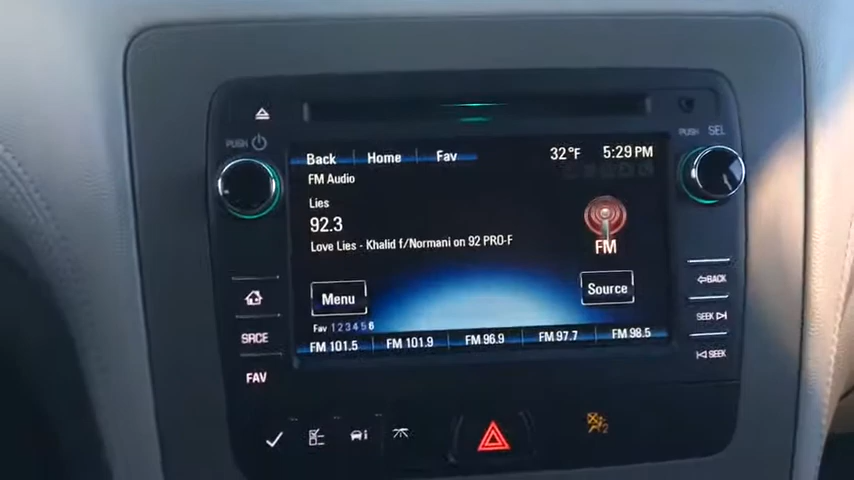 PUSH
Back Home Fav 32°F 5:29 PM
PUSH SEL
FM Audio
Lies
92.3
Love Lies - Khalid f/Normani on 92 PRO-F
FM
Menu Source
BACK
SEEK
SEEK
SRCE
FAV
Fav 1 2 3 4 5 6
FM 101.5 FM 101.9 FM 96.9 FM 97.7 FM 98.5
2